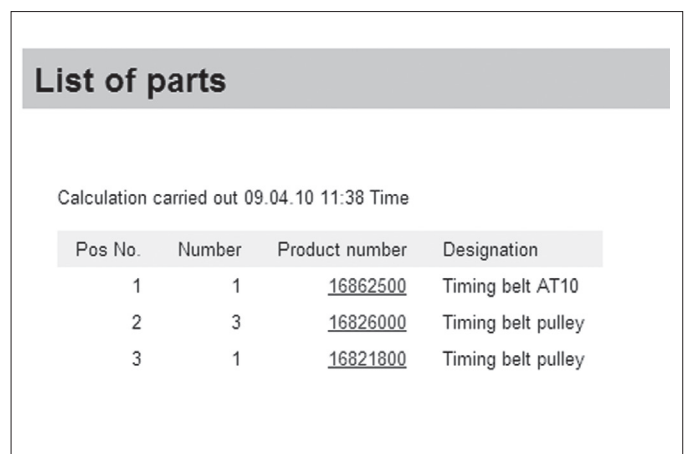 List of parts
Calculation carried out 09.04.10 11:38 Time
Pos No. Number Product number Designation
1 1 16862500 Timing belt AT10
2 3 16826000 Timing belt pulley
3 1 16821800 Timing belt pulley